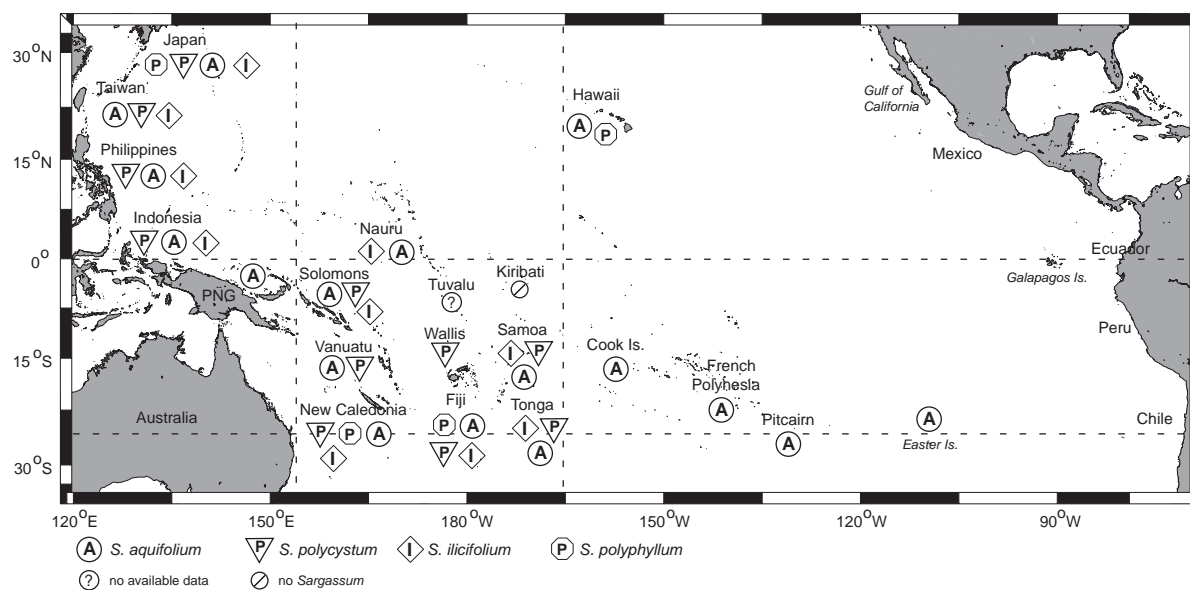 30°N
Japan
P P A I
Gulf of
California
Taiwan
A P I
Hawaii
A P
Mexico
15°N
Philippines
P A I
Indonesia
P A I
Nauru
I A
Ecuador
0°
A
PNG
Solomons
A P
I
Tuvalu
?
Kiribati
Galapagos Is.
Peru
Wallis
P
Samoa
I P
A
15°S
Vanuatu
A P
Cook Is.
A
French
Polyhesla
A
Australia
New Caledonia
P P A
I
Fiji
P A
P I
Tonga
I P
A
Pitcairn
A
A
Easter Is.
Chile
30°S
120°E 150°E 180°W 150°W 120°W 90°W
A S. aquifolium P S. polycystum I S. ilicifolium P S. polyphyllum
? no available data no Sargassum